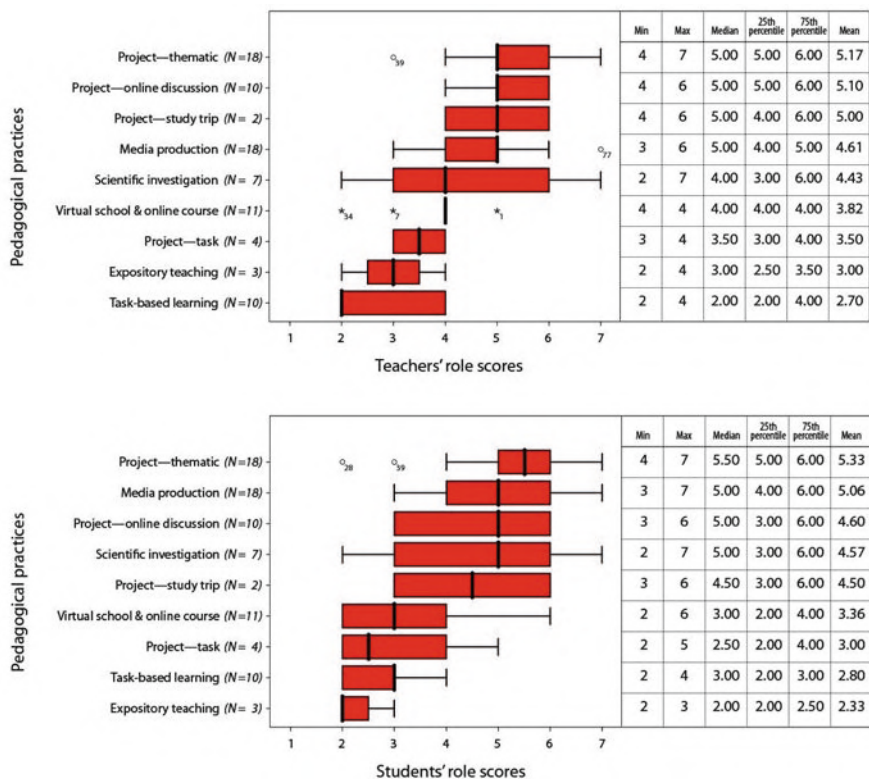 Min Max Median 25th percentile 75th percentile Mean
Project—thematic (N=18) 39 4 7 5.00 5.00 6.00 5.17
Project—online discussion (N=10) 4 6 5.00 5.00 6.00 5.10
Project—study trip (N= 2) 4 6 5.00 4.00 6.00 5.00
Media production (N=18) 77 3 6 5.00 4.00 5.00 4.61
Scientific investigation (N= 7) 2 7 4.00 3.00 6.00 4.43
Virtual school & online course (N=11) *34 *7 *1 4 4 4.00 4.00 4.00 3.82
Project—task (N= 4) 3 4 3.50 3.00 4.00 3.50
Expository teaching (N= 3) 2 4 3.00 2.50 3.50 3.00
Task-based learning (N=10) 2 4 2.00 2.00 4.00 2.70
Pedagogical practices
1 2 3 4 5 6 7
Teachers' role scores
Min Max Median 25th percentile 75th percentile Mean
Project—thematic (N=18) 28 39 4 7 5.50 5.00 6.00 5.33
Media production (N=18) 3 7 5.00 4.00 6.00 5.06
Project—online discussion (N=10) 3 6 5.00 3.00 6.00 4.60
Scientific investigation (N= 7) 2 7 5.00 3.00 6.00 4.57
Project—study trip (N= 2) 3 6 4.50 3.00 6.00 4.50
Virtual school & online course (N=11) 2 6 3.00 2.00 4.00 3.36
Project—task (N= 4) 2 5 2.50 2.00 4.00 3.00
Task-based learning (N=10) 2 4 3.00 2.00 3.00 2.80
Expository teaching (N= 3) 2 3 2.00 2.00 2.50 2.33
Pedagogical practices
1 2 3 4 5 6 7
Students' role scores